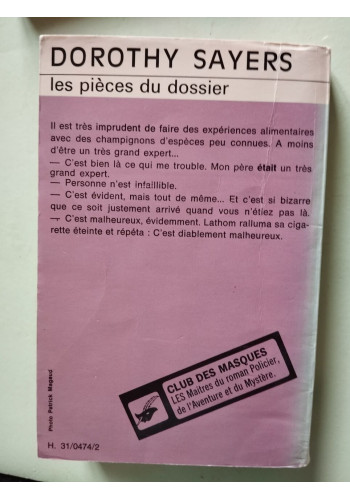 DOROTHY SAYERS
les pièces du dossier
Il est très imprudent de faire des expériences alimentaires
avec des champignons d'espèces peu connues. A moins
d'être un très grand expert...
— C'est bien là ce qui me trouble. Mon père était un très
grand expert.
— Personne n'est infaillible.
— C'est évident, mais tout de même... Et c'est si bizarre
que ce soit justement arrivé quand vous n'étiez pas là.
— C'est malheureux, évidemment. Lathom ralluma sa ciga-
rette éteinte et répéta : C'est diablement malheureux.
CLUB DES MASQUES
LES Maîtres du roman Policier,
de l'Aventure et du Mystère.
Photo Patrick Magaud
H. 31/0474/2